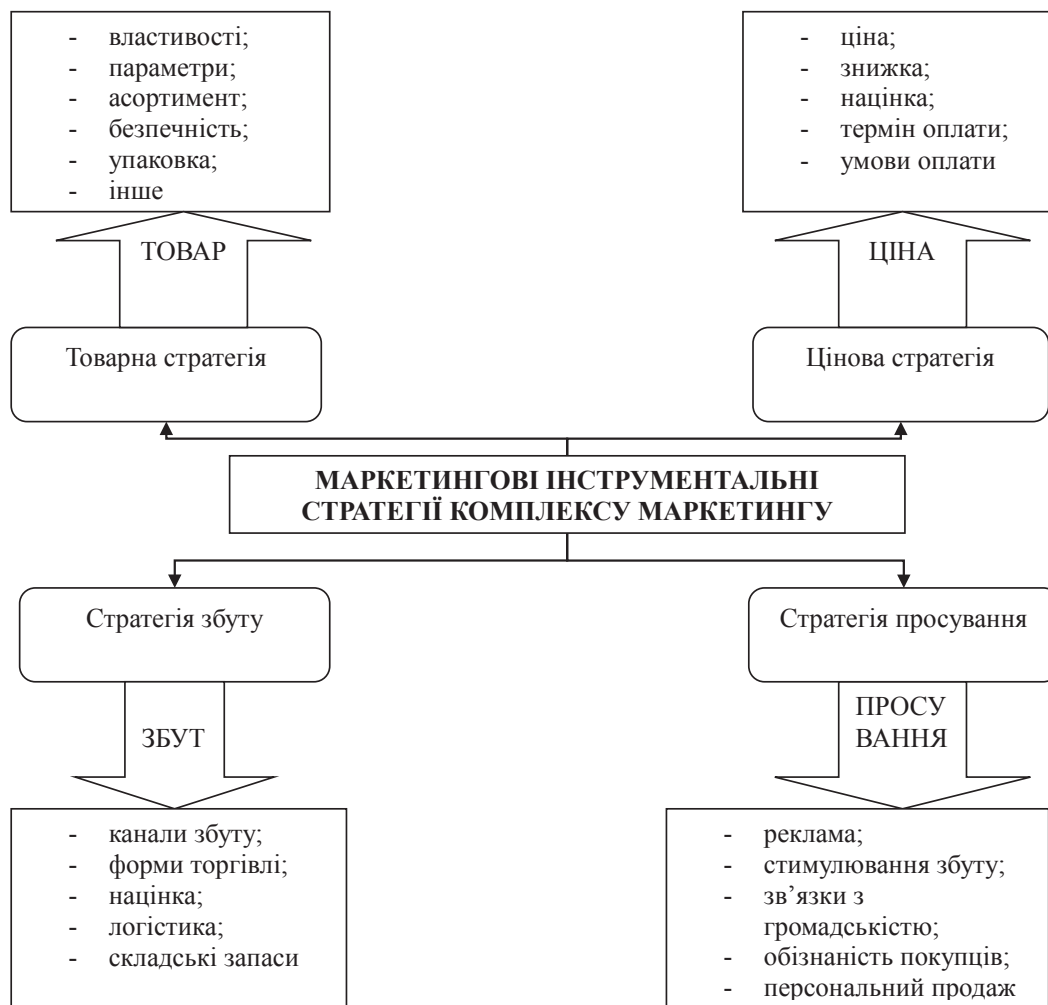 - властивості;
- параметри;
- асортимент;
- безпечність;
- упаковка;
- інше
- ціна;
- знижка;
- націнка;
- термін оплати;
- умови оплати
ТОВАР
ЦІНА
Товарна стратегія
Цінова стратегія
МАРКЕТИНГОВІ ІНСТРУМЕНТАЛЬНІ
СТРАТЕГІЇ КОМПЛЕКСУ МАРКЕТИНГУ
Стратегія збуту
Стратегія просування
ЗБУТ
ПРОСУ
ВАННЯ
- канали збуту;
- форми торгівлі;
- націнка;
- логістика;
- складські запаси
- реклама;
- стимулювання збуту;
- зв’язки з
громадськістю;
- обізнаність покупців;
- персональний продаж